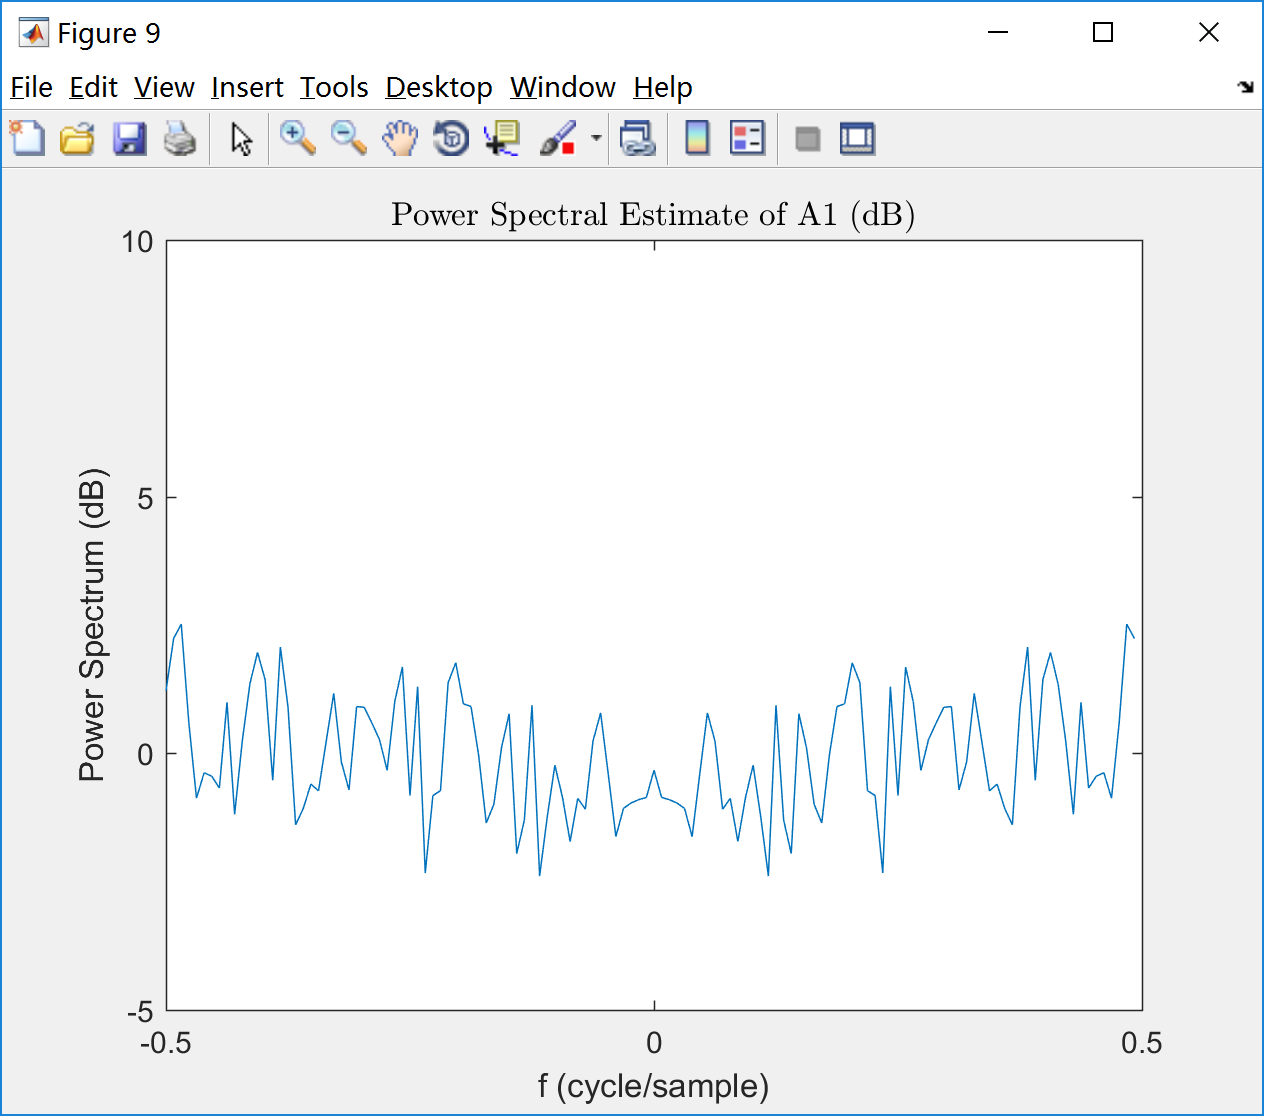 Figure 9
File Edit View Insert Tools Desktop Window Help
Power Spectral Estimate of A1 (dB)
10
5
0
-5
Power Spectrum (dB)
-0.5 0 0.5
f (cycle/sample)